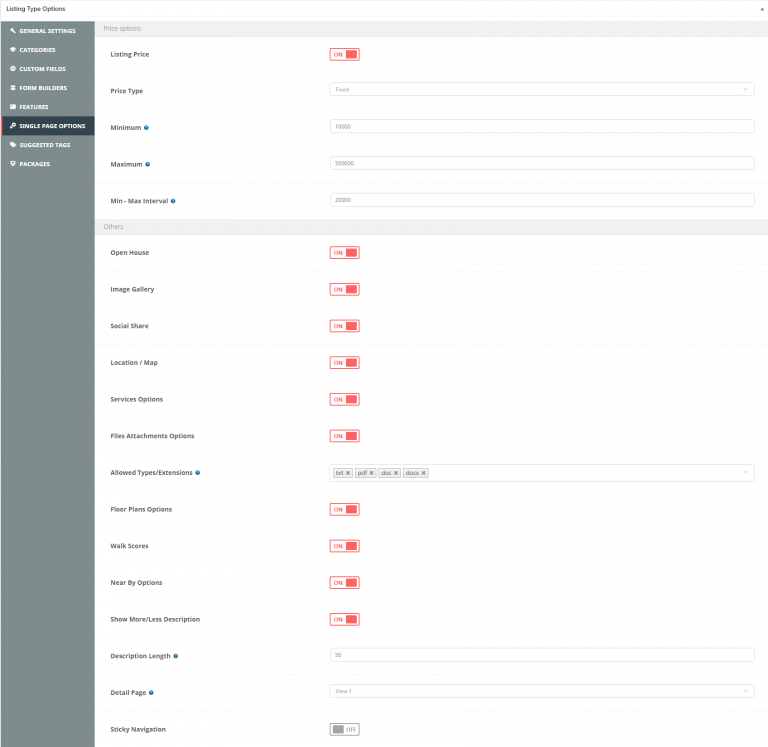 Listing Type Options
GENERAL SETTINGS
CATEGORIES
CUSTOM FIELDS
FORM BUILDERS
FEATURES
SINGLE PAGE OPTIONS
SUGGESTED TAGS
PACKAGES
Price options
Listing Price ON
Price Type Fixed
Minimum 10000
Maximum 500000
Min - Max Interval 20000
Others
Open House ON
Image Gallery ON
Social Share ON
Location / Map ON
Services Options ON
Files Attachments Options ON
Allowed Types/Extensions txt pdf doc docx
Floor Plans Options ON
Walk Scores ON
Near By Options ON
Show More/Less Description ON
Description Length 50
Detail Page View 1
Sticky Navigation OFF